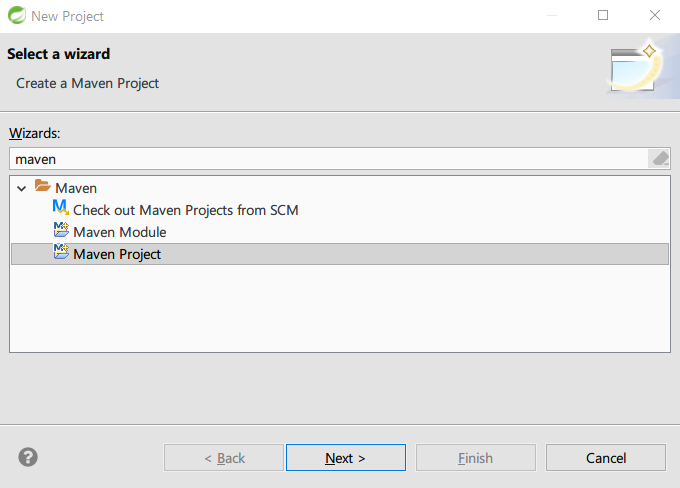 New Project
Select a wizard
Create a Maven Project
Wizards:
maven
Maven
Check out Maven Projects from SCM
Maven Module
Maven Project
< Back Next > Finish Cancel